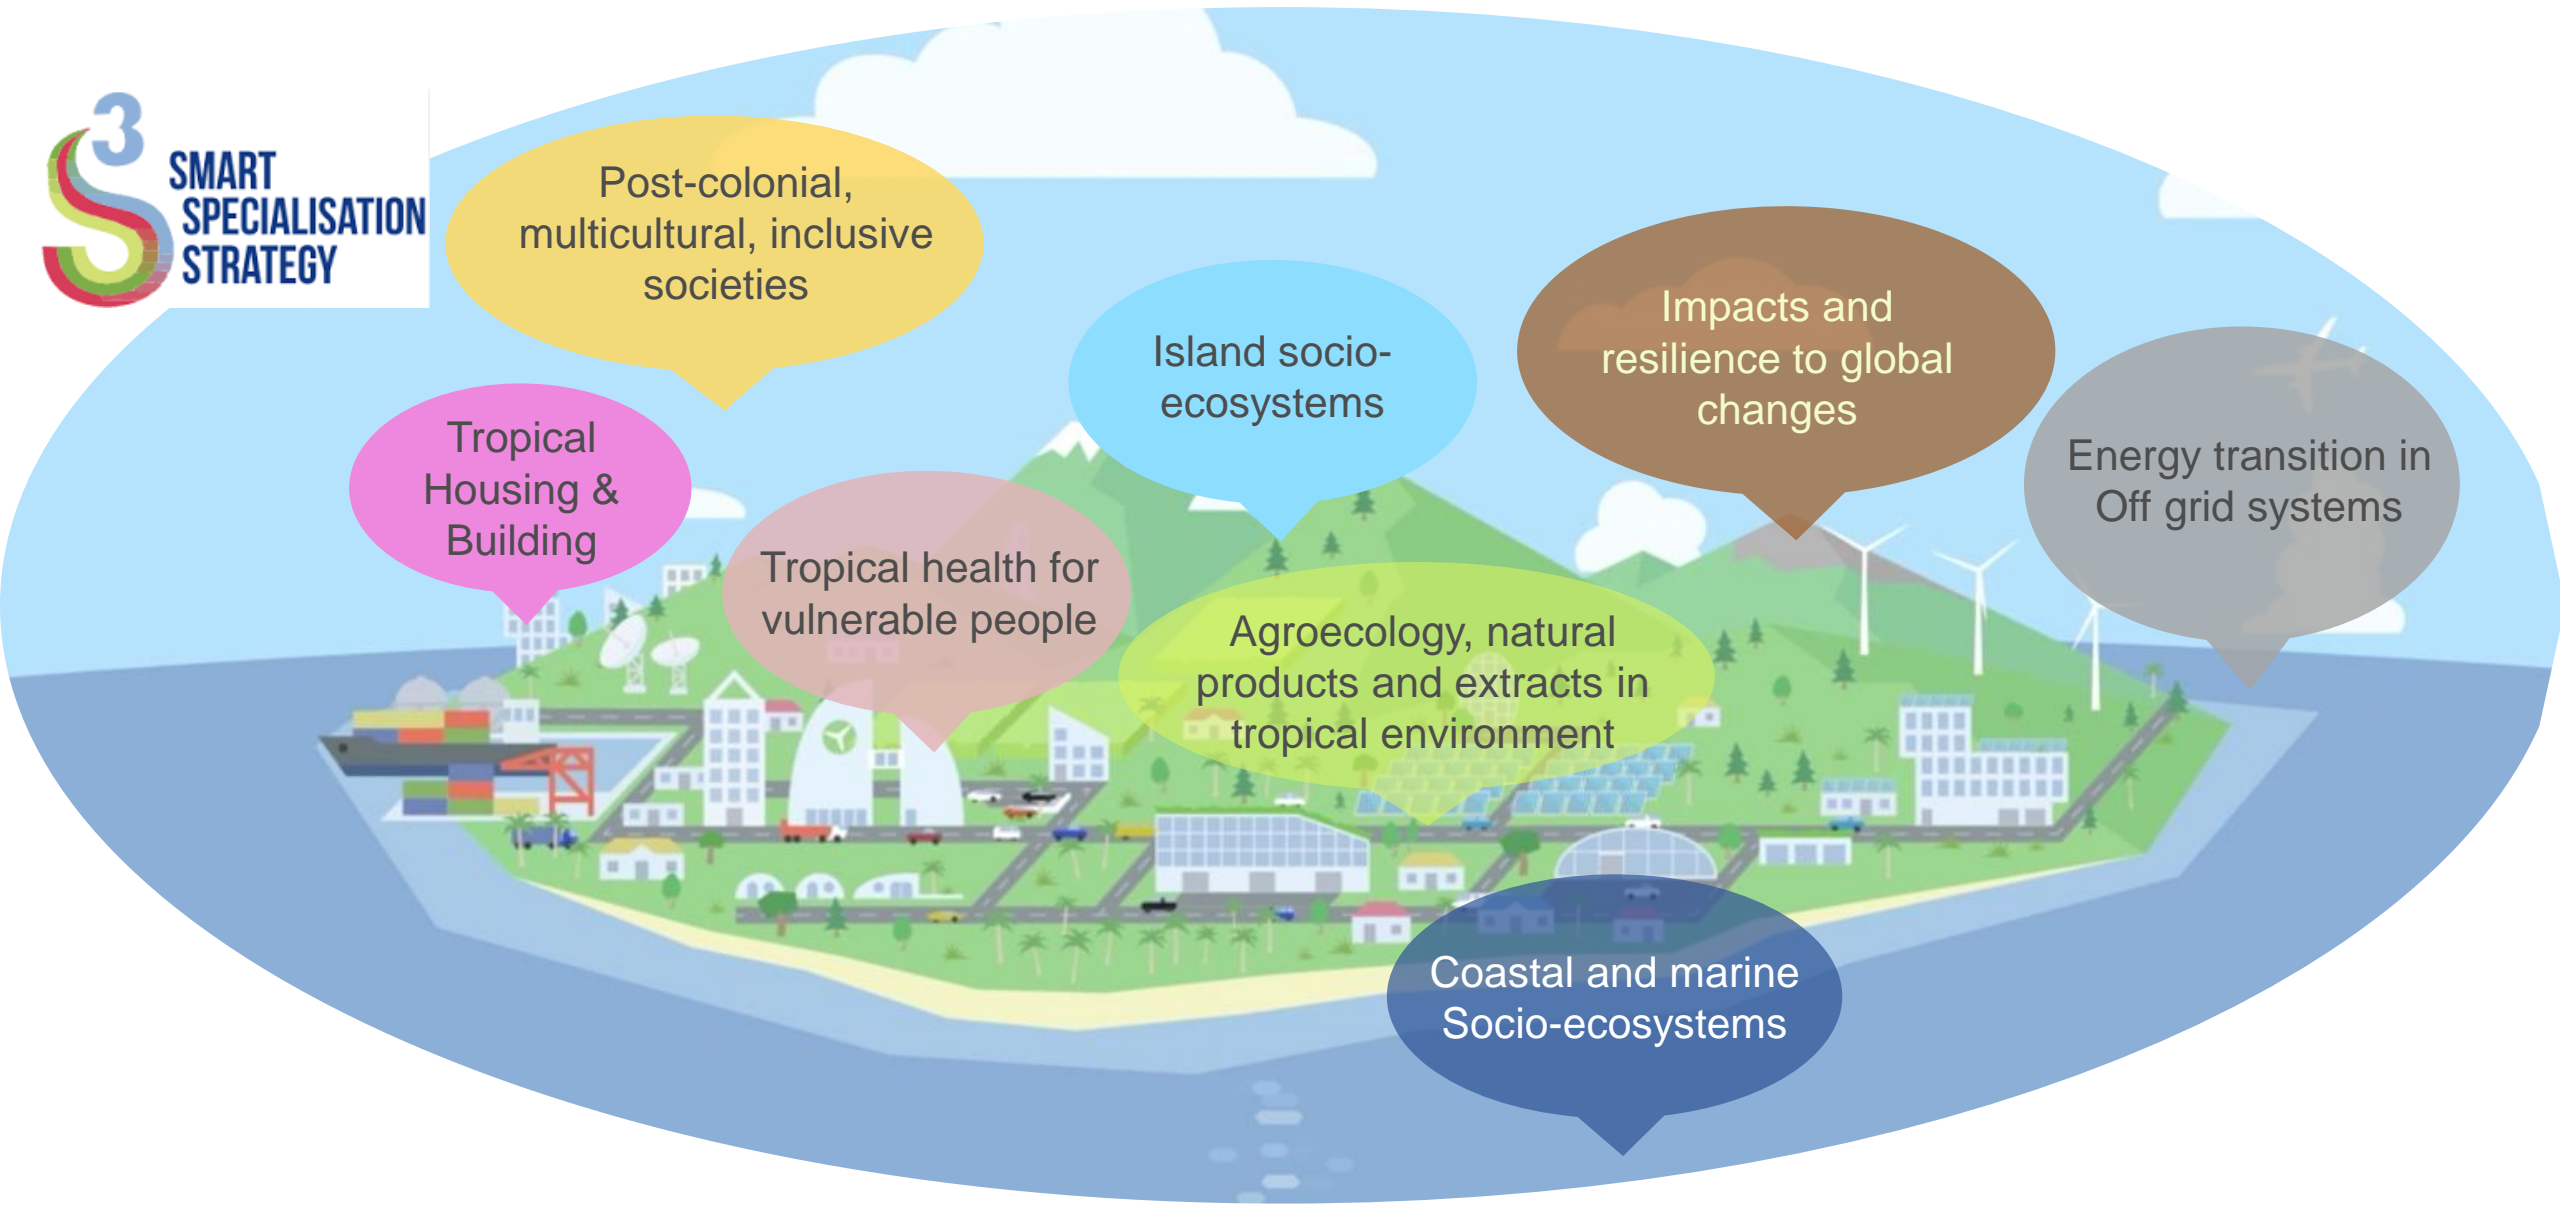 3
SMART
SPECIALISATION
STRATEGY
Post-colonial,
multicultural, inclusive
societies
Tropical
Housing &
Building
Tropical health for
vulnerable people
Island socio-
ecosystems
Impacts and
resilience to global
changes
Energy transition in
Off grid systems
Agroecology, natural
products and extracts in
tropical environment
Coastal and marine
Socio-ecosystems